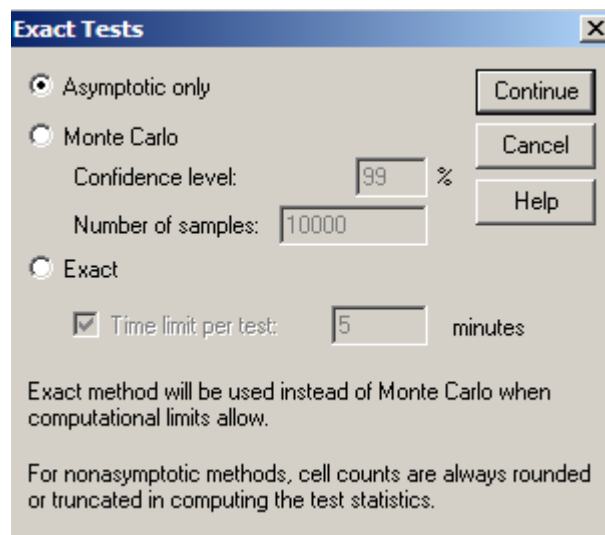 Exact Tests
Asymptotic only
Continue
Monte Carlo
Cancel
Confidence level: 99 %
Help
Number of samples: 10000
Exact
Time limit per test: 5 minutes
Exact method will be used instead of Monte Carlo when
computational limits allow.
For nonasymptotic methods, cell counts are always rounded
or truncated in computing the test statistics.